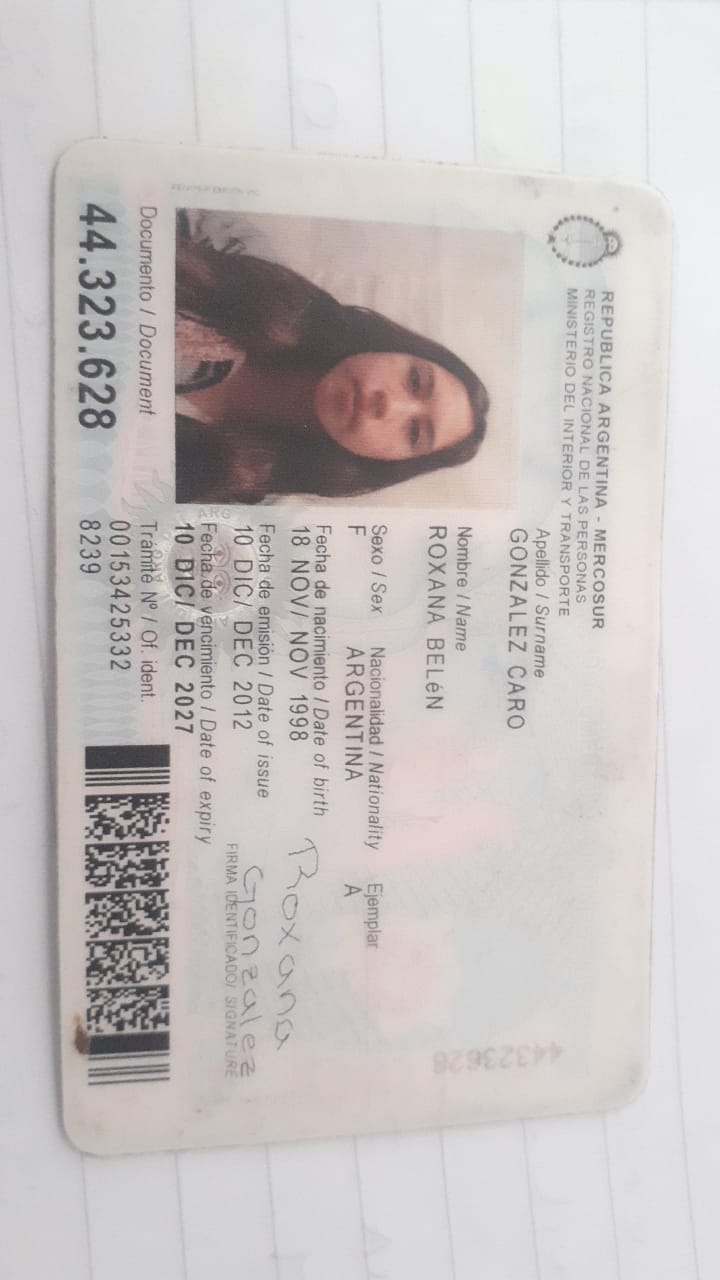 REPUBLICA ARGENTINA - MERCOSUR
REGISTRO NACIONAL DE LAS PERSONAS
MINISTERIO DEL INTERIOR Y TRANSPORTE
Apellido / Surname
GONZALEZ CARO
Nombre / Name
ROXANA BELéN
Sexo / Sex Nacionalidad / Nationality Ejemplar
F ARGENTINA A
Fecha de nacimiento / Date of birth
18 NOV/ NOV 1998
Fecha de emisión / Date of issue
10 DIC/ DEC 2012
Fecha de vencimiento / Date of expiry
10 DIC/ DEC 2027
Roxana
Gonzalez
FIRMA IDENTIFICADO/ SIGNATURE
Documento / Document
44.323.628
Trámite Nº / Of. ident.
00153425332
8239
44323628
ARG